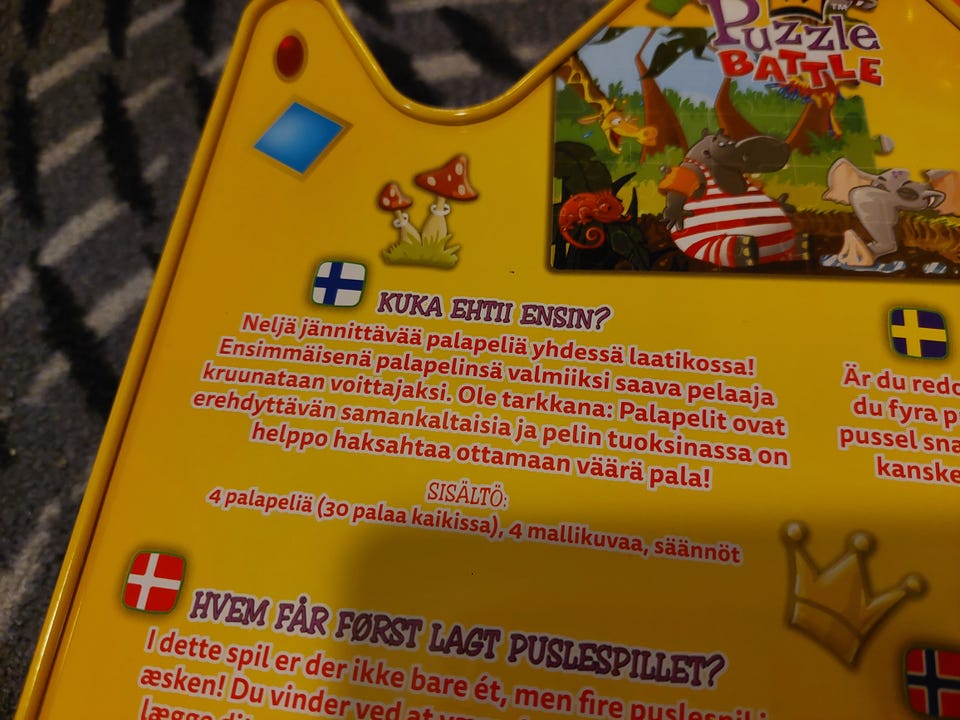 Puzzle
TM
BATTLE
KUKA EHTII ENSIN?
Neljä jännittävää palapeliä yhdessä laatikossa!
Ensimmäisenä palapelinsä valmiiksi saava pelaaja
kruunataan voittajaksi. Ole tarkkana: Palapelit ovat
erehdyttävän samankaltaisia ja pelin tuoksinassa on
helppo haksahtaa ottamaan väärä pala!
SISÄLTÖ:
4 palapeliä (30 palaa kaikissa), 4 mallikuvaa, säännöt
Är du
du fyra
pussel
kanske
HVEM FÅR FØRST LAGT PUSLESPILLET?
I dette spil er der ikke bare ét, men fire
æsken! Du vinder ved at
lægge